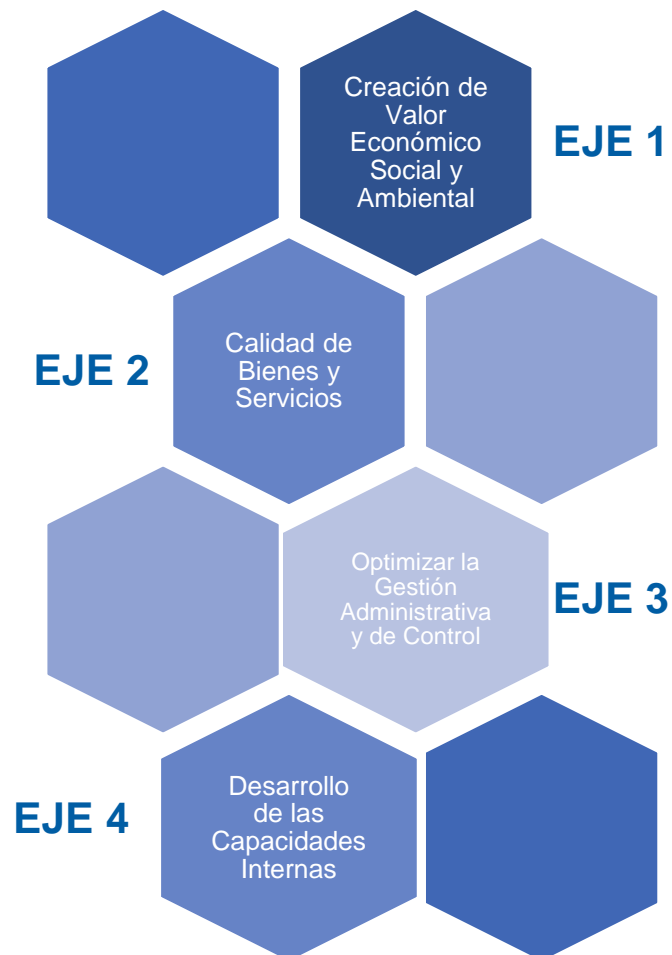 Creación de
Valor
Económico
Social y
Ambiental
EJE 1
EJE 2
Calidad de
Bienes y
Servicios
Optimizar la
Gestión
Administrativa
y de Control
EJE 3
EJE 4
Desarrollo
de las
Capacidades
Internas